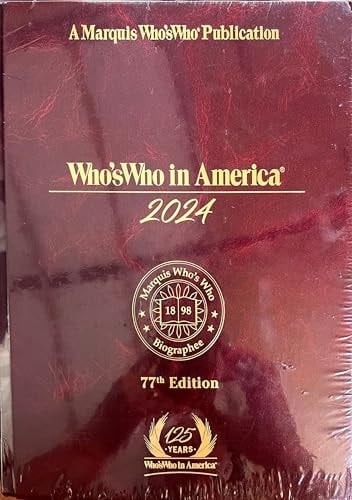 A Marquis Who'sWho® Publication
Who'sWho in America®
2024
Marquis Who's Who
18 98
Biographee
77th Edition
125
·YEARS·
Who'sWho in America®